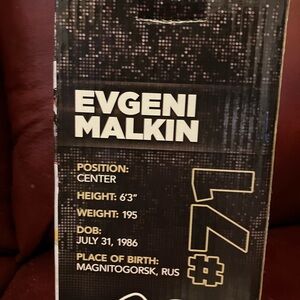 EVGENI
MALKIN
POSITION:
CENTER
HEIGHT: 6'3"
WEIGHT: 195
DOB:
JULY 31, 1986
PLACE OF BIRTH:
MAGNITOGORSK, RUS
#71